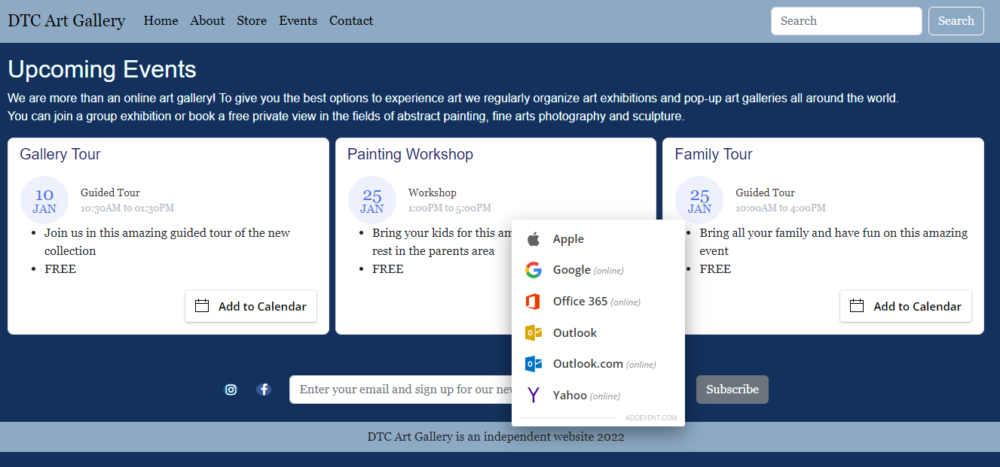 DTC Art Gallery Home About Store Events Contact Search Search
Upcoming Events
We are more than an online art gallery! To give you the best options to experience art we regularly organize art exhibitions and pop-up art galleries all around the world.
You can join a group exhibition or book a free private view in the fields of abstract painting, fine arts photography and sculpture.
Gallery Tour
10
JAN
Guided Tour
10:30AM to 01:30PM
Join us in this amazing guided tour of the new
collection
FREE
Add to Calendar
Painting Workshop
25
JAN
Workshop
1:00PM to 5:00PM
Bring your kids for this
rest in the parents area
FREE
Apple
Google (online)
Office 365 (online)
Outlook
Outlook.com (online)
Yahoo (online)
ADDEVENT.COM
Family Tour
25
JAN
Guided Tour
10:00AM to 4:00PM
Bring all your family and have fun on this amazing
event
FREE
Add to Calendar
Enter your email and sign up for our
Subscribe
DTC Art Gallery is an independent website 2022